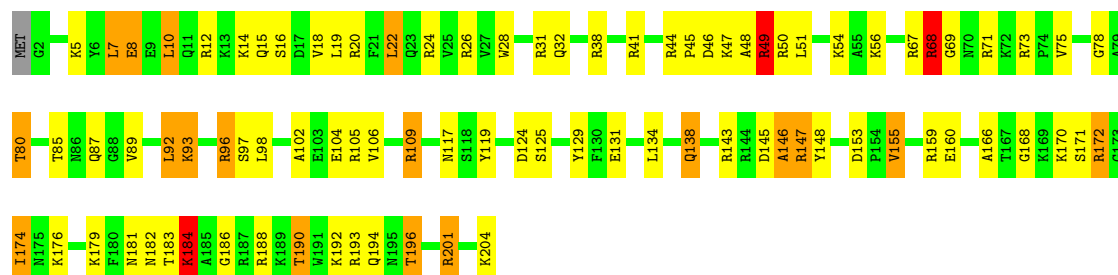 MET G2 K5 Y6 L7 E8 E9 L10 Q11 R12 K13 K14 Q15 S16 D17 V18 L19 R20 F21 L22 Q23 R24 V25 R26 V27 W28 R31 Q32 R38 R41 R44 P45 D46 K47 A48 R49 R50 L51 K54 A55 K56 R67 R68 G69 N70 R71 K72 R73 P74 V75 G78 A79
T80 T85 N86 Q87 G88 V89 L92 K93 R96 S97 L98 A102 E103 E104 R105 V106 R109 N117 S118 Y119 D124 S125 Y129 F130 E131 L134 Q138 R143 R144 D145 A146 R147 Y148 D153 P154 V155 R159 E160 A166 T167 G168 K169 K170 S171 R172 G173
I174 N175 K176 K179 F180 N181 N182 T183 K184 A185 G186 R187 R188 K189 T190 W191 K192 R193 Q194 N195 T196 R201 K204